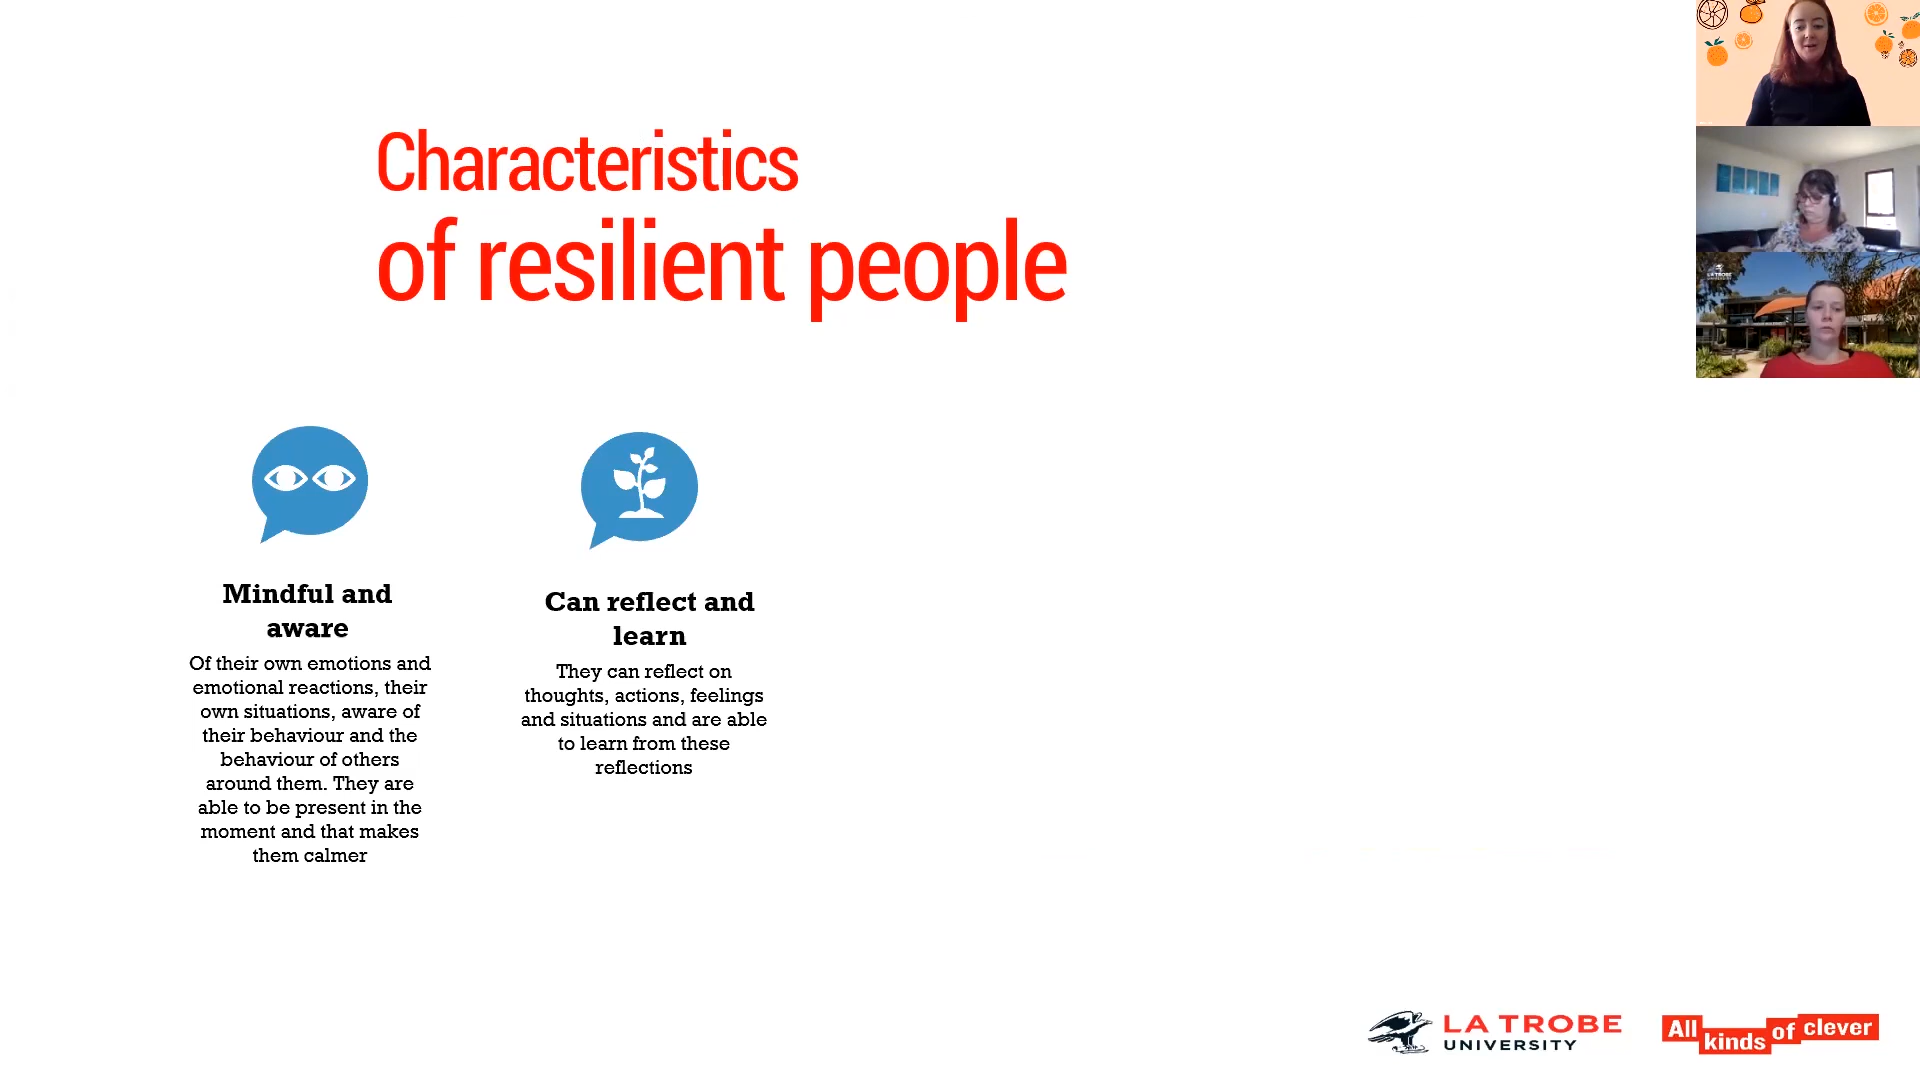 Characteristics
of resilient people
Mindful and
aware
Of their own emotions and
emotional reactions, their
own situations, aware of
their behaviour and the
behaviour of others
around them. They are
able to be present in the
moment and that makes
them calmer
Can reflect and
learn
They can reflect on
thoughts, actions, feelings
and situations and are able
to learn from these
reflections
LA TROBE
UNIVERSITY
LA TROBE
UNIVERSITY
All kinds of clever